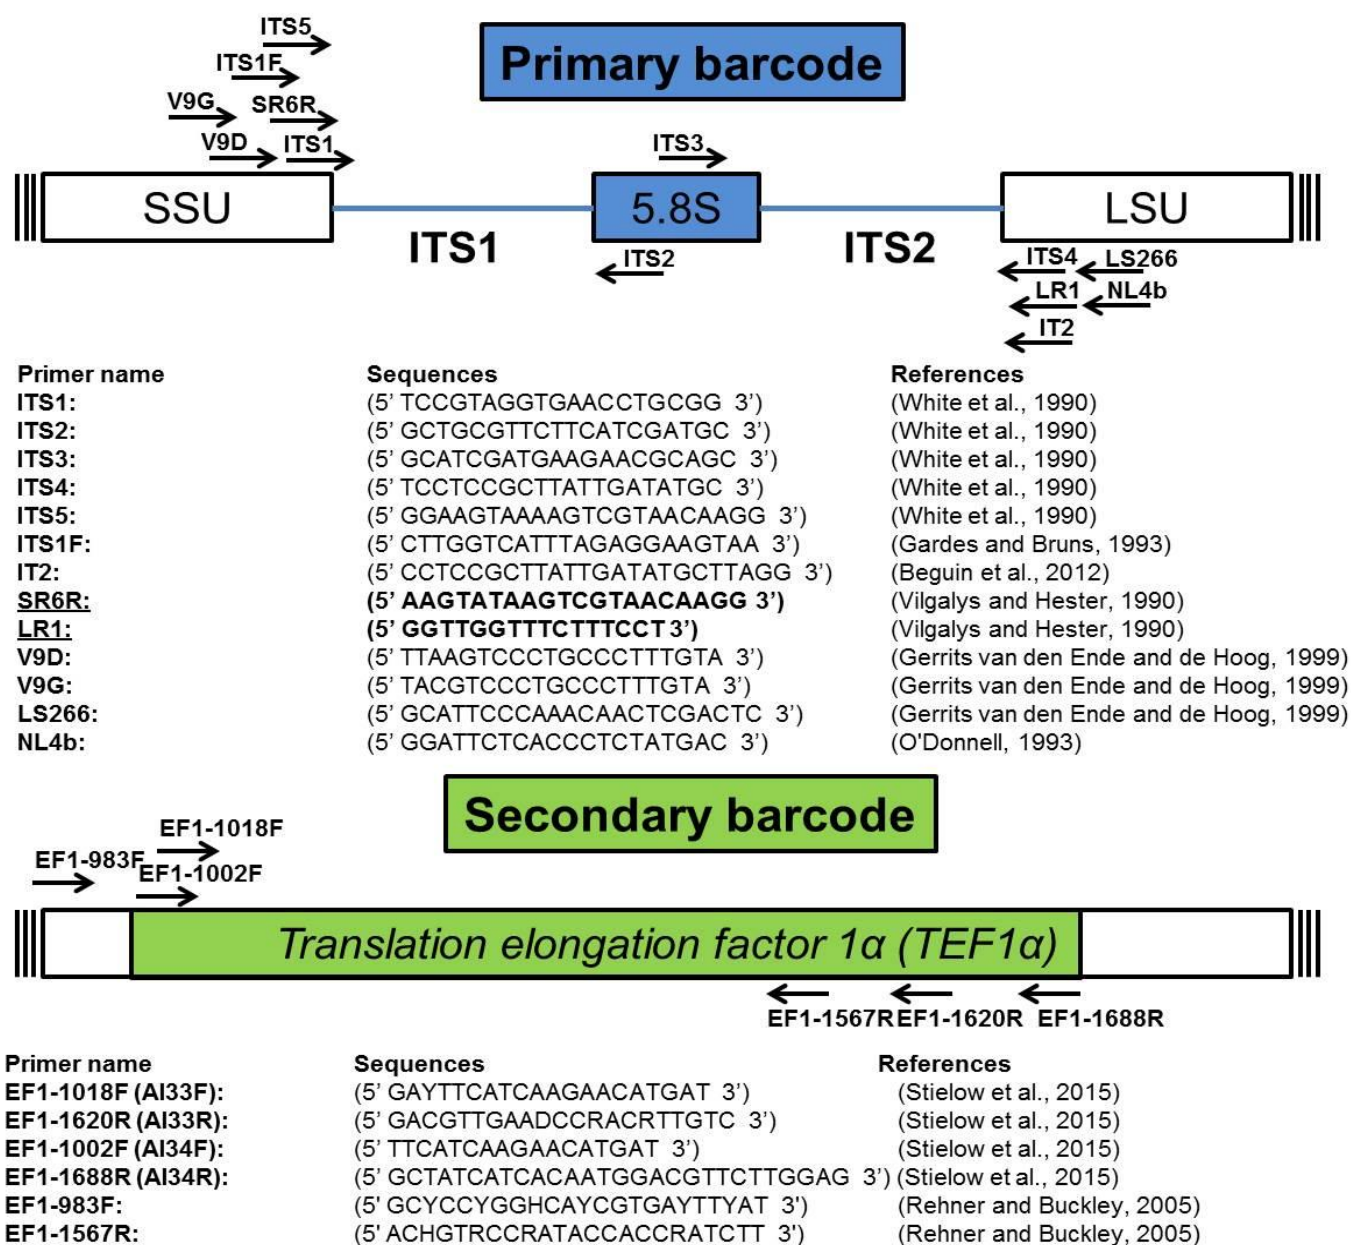 ITS5
Primary barcode
ITS1F
V9G
SR6R
V9D
ITS1
ITS3
SSU
5.8S
LSU
ITS1
ITS2
ITS2
ITS4
LS266
LR1
NL4b
IT2
Primer name Sequences References
ITS1: (5' TCCGTAGGTGAACCTGCGG 3') (White et al., 1990)
ITS2: (5' GCTGCGTTCTTCATCGATGC 3') (White et al., 1990)
ITS3: (5' GCATCGATGAAGAACGCAGC 3') (White et al., 1990)
ITS4: (5' TCCTCCGCTTATTGATATGC 3') (White et al., 1990)
ITS5: (5' GGAAGTAAAAGTCGTAACAAGG 3') (White et al., 1990)
ITS1F: (5' CTTGGTCATTTAGAGGAAGTAA 3') (Gardes and Bruns, 1993)
IT2: (5' CCTCCGCTTATTGATATGCTTAGG 3') (Beguin et al., 2012)
SR6R: (5' AAGTATAAGTCGTAACAAGG 3') (Vilgalys and Hester, 1990)
LR1: (5' GGTTGGTTTCTTTCCT 3') (Vilgalys and Hester, 1990)
V9D: (5' TTAAGTCCCTGCCCTTTGTA 3') (Gerrits van den Ende and de Hoog, 1999)
V9G: (5' TACGTCCCTGCCCTTTGTA 3') (Gerrits van den Ende and de Hoog, 1999)
LS266: (5' GCATTCCCAAACAACTCGACTC 3') (Gerrits van den Ende and de Hoog, 1999)
NL4b: (5' GGATTCTCACCCTCTATGAC 3') (O'Donnell, 1993)
Secondary barcode
EF1-1018F
EF1-983F
EF1-1002F
Translation elongation factor 1α (TEF1α)
EF1-1567R EF1-1620R EF1-1688R
Primer name Sequences References
EF1-1018F (Al33F): (5' GAYTTCATCAAGAACATGAT 3') (Stielow et al., 2015)
EF1-1620R (Al33R): (5' GACGTTGAADCCRACRTTGTC 3') (Stielow et al., 2015)
EF1-1002F (Al34F): (5' TTCATCAAGAACATGAT 3') (Stielow et al., 2015)
EF1-1688R (Al34R): (5' GCTATCATCACAATGGACGTTCTTGGAG 3') (Stielow et al., 2015)
EF1-983F: (5' GCYCCYGGHCAYCGTGAYTTYAT 3') (Rehner and Buckley, 2005)
EF1-1567R: (5' ACHGTRCCRATACCACCRATCTT 3') (Rehner and Buckley, 2005)